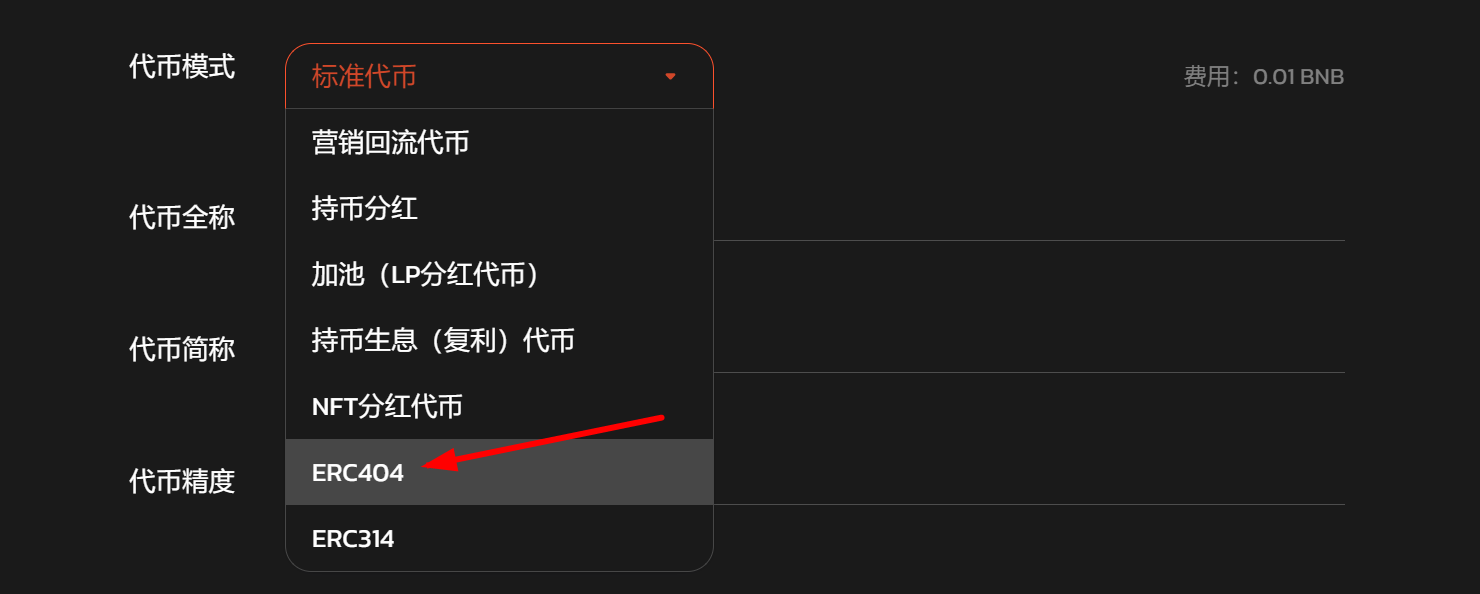 代币模式
标准代币
费用：0.01 BNB
营销回流代币
持币分红
代币全称
加池（LP分红代币）
持币生息（复利）代币
代币简称
NFT分红代币
ERC404
代币精度
ERC314